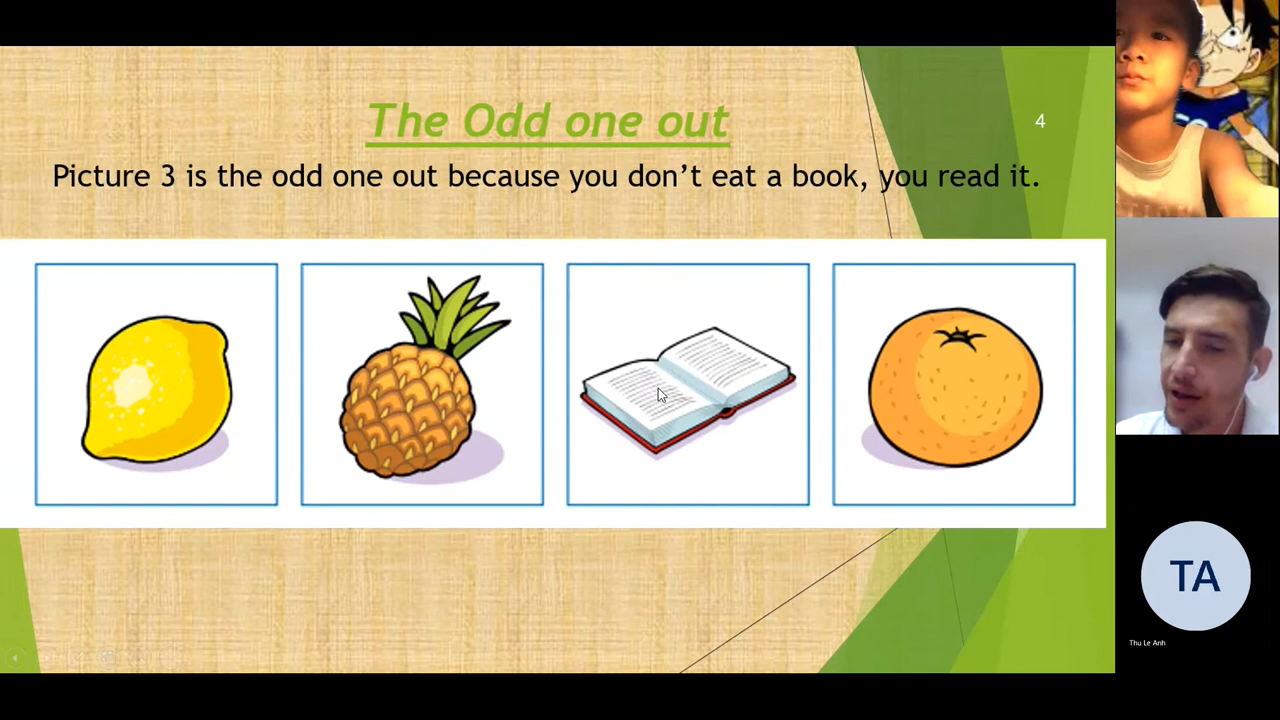 The Odd one out
4
Picture 3 is the odd one out because you don’t eat a book, you read it.
TA
Thu Le Anh